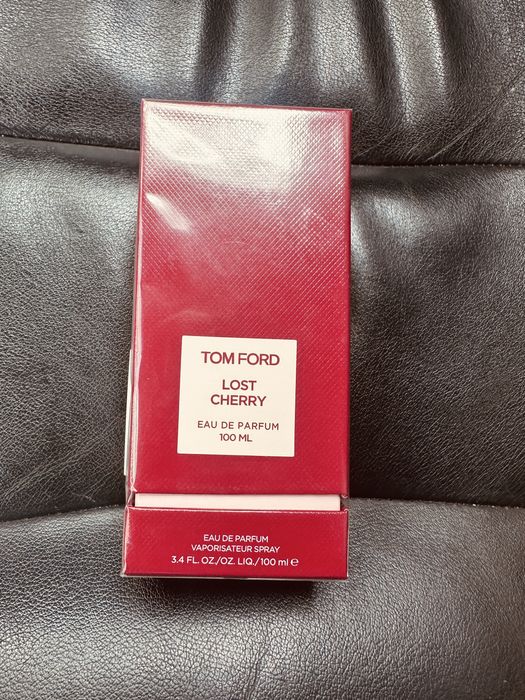 TOM FORD
LOST
CHERRY
EAU DE PARFUM
100 ML
EAU DE PARFUM
VAPORISATEUR SPRAY
3.4 FL. OZ./OZ. LIQ./100 ml ℮